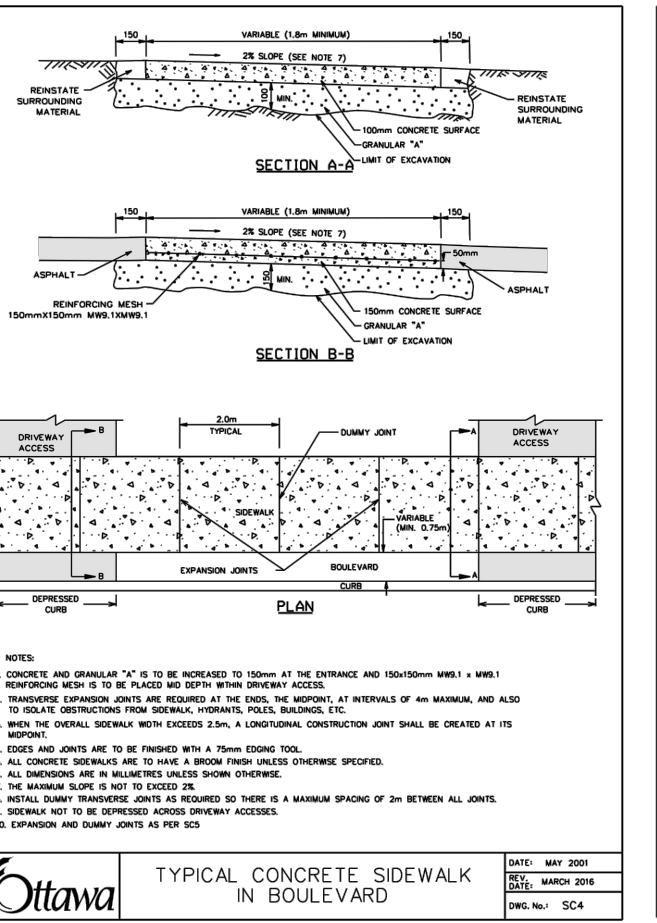 150
VARIABLE (1.8m MINIMUM)
150
2% SLOPE (SEE NOTE 7)
REINSTATE
SURROUNDING
MATERIAL
100
MIN.
REINSTATE
SURROUNDING
MATERIAL
100mm CONCRETE SURFACE
GRANULAR "A"
LIMIT OF EXCAVATION
SECTION A-A
150
VARIABLE (1.8m MINIMUM)
150
2% SLOPE (SEE NOTE 7)
50mm
ASPHALT
150
MIN.
ASPHALT
REINFORCING MESH
150mmX150mm MW9.1XMW9.1
150mm CONCRETE SURFACE
GRANULAR "A"
LIMIT OF EXCAVATION
SECTION B-B
DRIVEWAY
ACCESS
B
2.0m
TYPICAL
DUMMY JOINT
A
DRIVEWAY
ACCESS
SIDEWALK
VARIABLE
(MIN. 0.75m)
EXPANSION JOINTS
BOULEVARD
B
A
CURB
DEPRESSED
CURB
PLAN
DEPRESSED
CURB
NOTES:
. CONCRETE AND GRANULAR "A" IS TO BE INCREASED TO 150mm AT THE ENTRANCE AND 150x150mm MW9.1 x MW9.1
REINFORCING MESH IS TO BE PLACED MID DEPTH WITHIN DRIVEWAY ACCESS.
. TRANSVERSE EXPANSION JOINTS ARE REQUIRED AT THE ENDS, THE MIDPOINT, AT INTERVALS OF 4m MAXIMUM, AND ALSO
TO ISOLATE OBSTRUCTIONS FROM SIDEWALK, HYDRANTS, POLES, BUILDINGS, ETC.
. WHEN THE OVERALL SIDEWALK WIDTH EXCEEDS 2.5m, A LONGITUDINAL CONSTRUCTION JOINT SHALL BE CREATED AT ITS
MIDPOINT.
. EDGES AND JOINTS ARE TO BE FINISHED WITH A 75mm EDGING TOOL.
. ALL CONCRETE SIDEWALKS ARE TO HAVE A BROOM FINISH UNLESS OTHERWISE SPECIFIED.
. ALL DIMENSIONS ARE IN MILLIMETRES UNLESS SHOWN OTHERWISE.
. THE MAXIMUM SLOPE IS NOT TO EXCEED 2%.
. INSTALL DUMMY TRANSVERSE JOINTS AS REQUIRED SO THERE IS A MAXIMUM SPACING OF 2m BETWEEN ALL JOINTS.
. SIDEWALK NOT TO BE DEPRESSED ACROSS DRIVEWAY ACCESSES.
0. EXPANSION AND DUMMY JOINTS AS PER SC5
Ottawa
TYPICAL CONCRETE SIDEWALK
IN BOULEVARD
DATE: MAY 2001
REV. DATE: MARCH 2016
DWG. No.: SC4